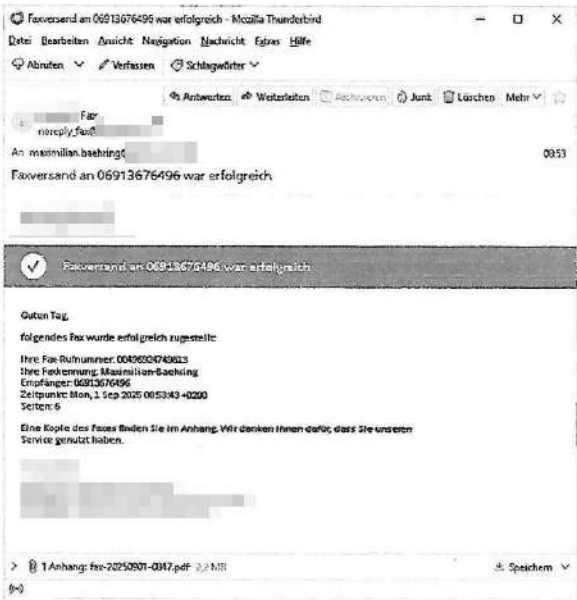 Faxversand an 06913676496 war erfolgreich - Mozilla Thunderbird
Datei Bearbeiten Ansicht Navigation Nachricht Extras Hilfe
Abrufen Verfassen Schlagwörter
Antworten Weiterleiten Archivieren Junk Löschen Mehr
Fax
noreply_fax@
An maximilian.baehring@
00:53
Faxversand an 06913676496 war erfolgreich
Faxversand an 06913676496 war erfolgreich
Guten Tag,
folgendes Fax wurde erfolgreich zugestellt:
Ihre Fax-Rufnummer:
Ihre Faxkennung: Maximilian-Baehring
Empfänger: 06913676496
Zeitpunkt: Mon, 1 Sep 2025 00:53:43 +0200
Seiten: 6
Eine Kopie des Faxes finden Sie im Anhang. Wir danken Ihnen dafür, dass Sie unseren
Service genutzt haben.
1 Anhang: fax-20250901-0047.pdf 2,2 MB
Speichern